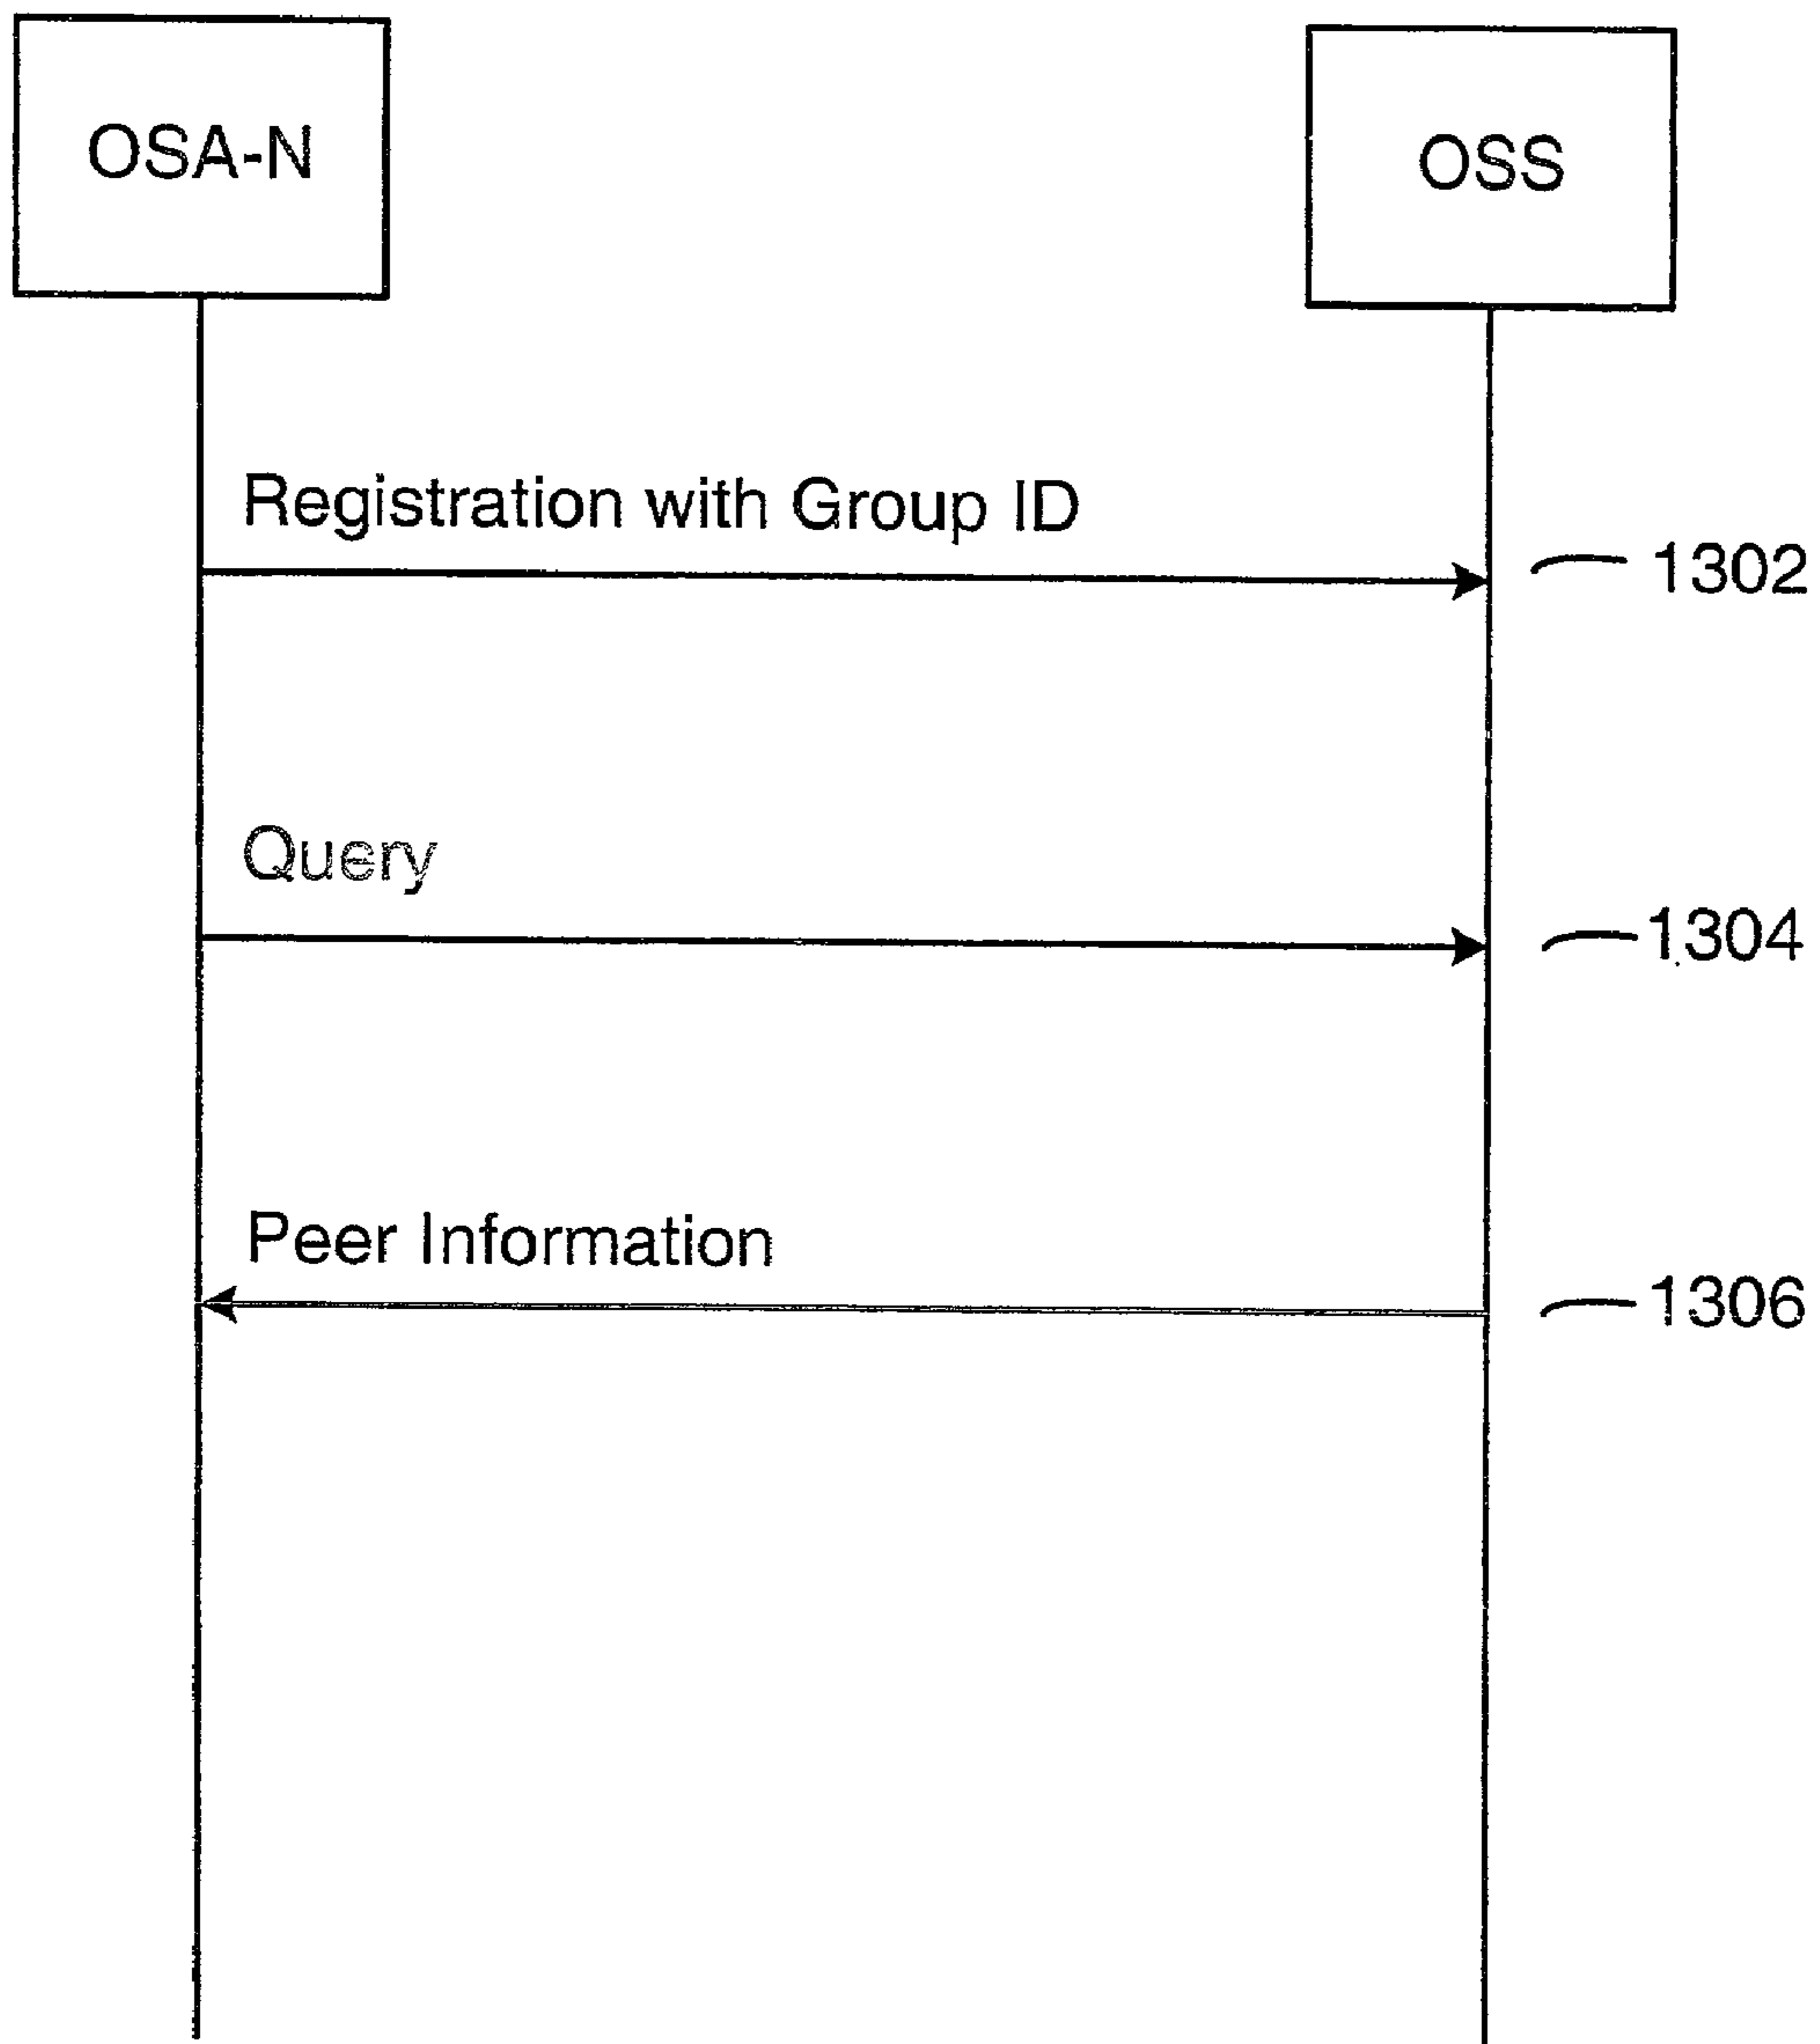 OSA-N
OSS
Registration with Group ID
1302
Query
1304
Peer Information
1306